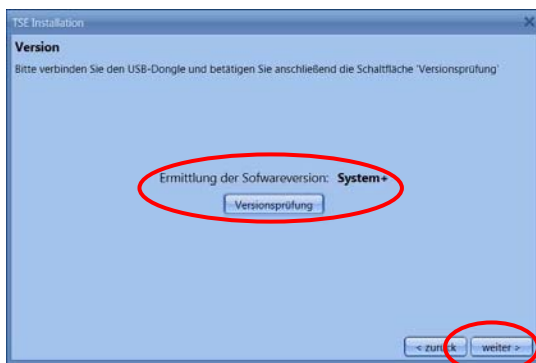 TSE Installation
Version
Bitte verbinden Sie den USB-Dongle und betätigen Sie anschließend die Schaltfläche 'Versionsprüfung'
Ermittlung der Sofwareversion: System+
Versionsprüfung
< zurück weiter >